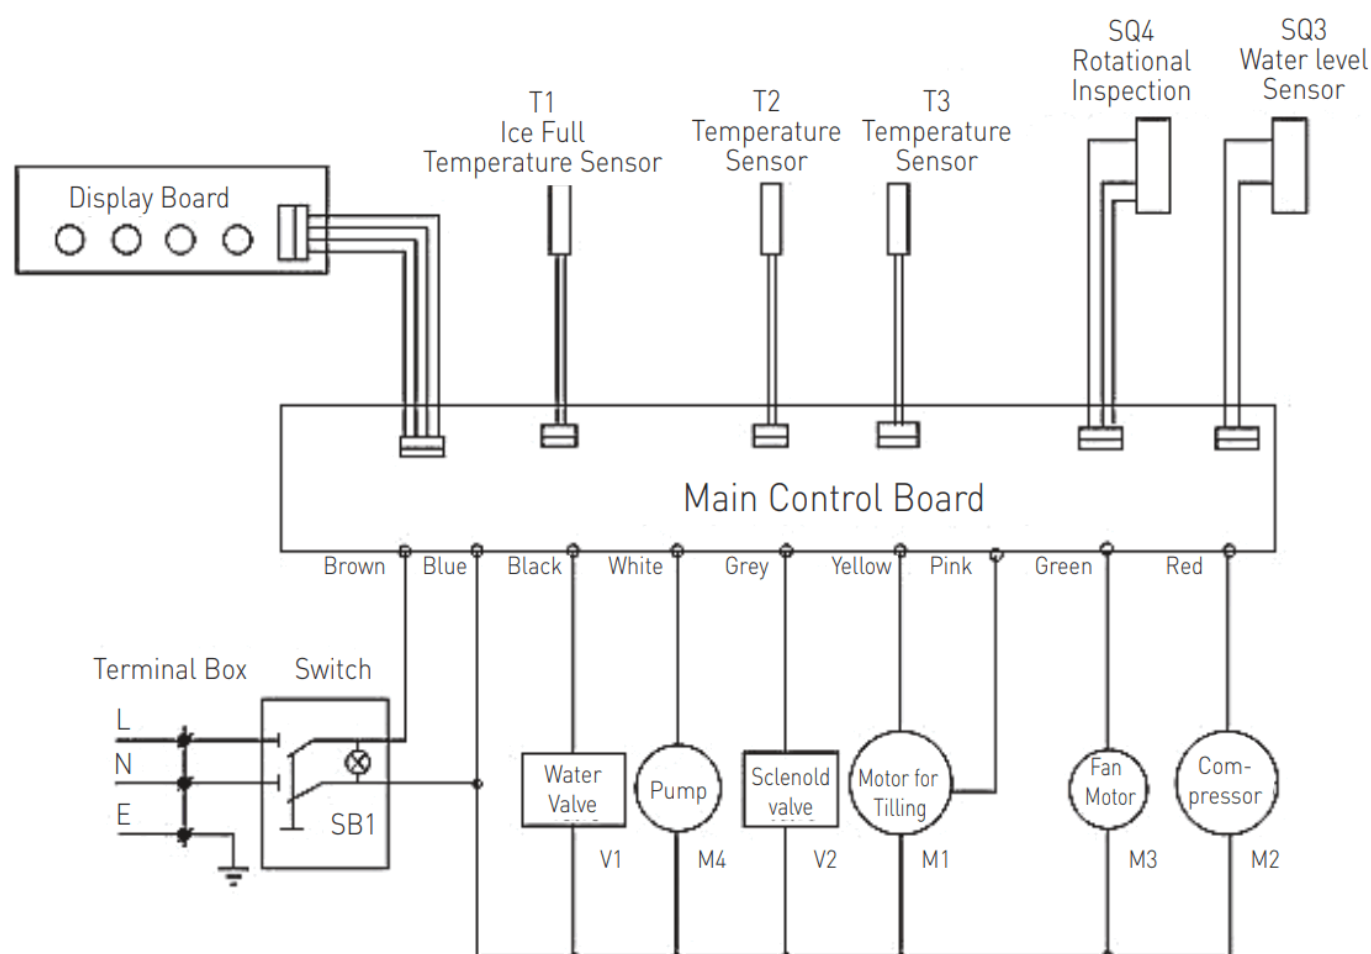 SQ4
Rotational
Inspection
SQ3
Water level
Sensor
T1
Ice Full
Temperature Sensor
T2
Temperature
Sensor
T3
Temperature
Sensor
Display Board
Main Control Board
Brown
Blue
Black
White
Grey
Yellow
Pink
Green
Red
Terminal Box
Switch
L
N
E
SB1
Water
Valve
V1
Pump
M4
Sclenold
valve
V2
Motor for
Tilling
M1
Fan
Motor
M3
Com-
pressor
M2